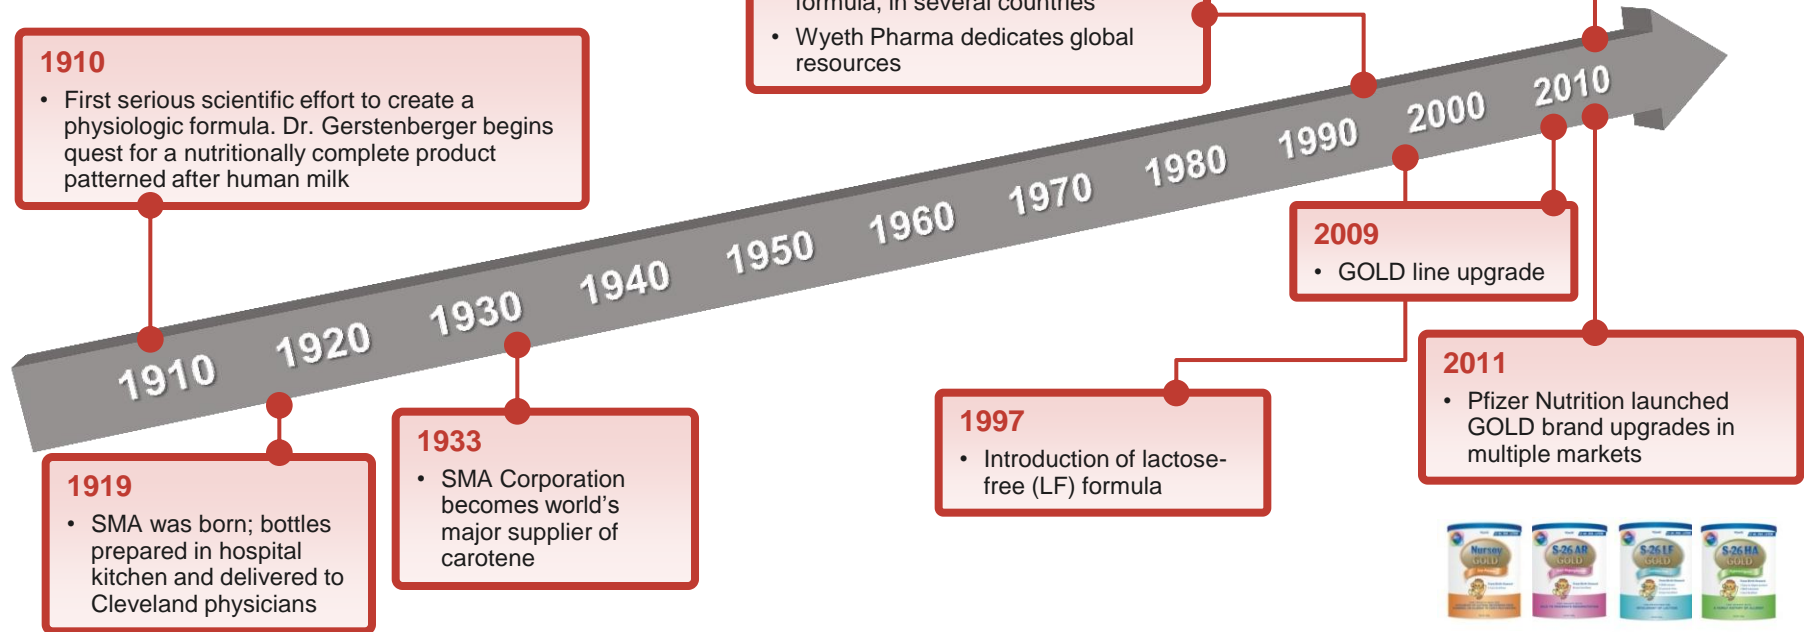 formula, in several countries
• Wyeth Pharma dedicates global
resources
1910
• First serious scientific effort to create a
physiologic formula. Dr. Gerstenberger begins
quest for a nutritionally complete product
patterned after human milk
1910
1920
1930
1940
1950
1960
1970
1980
1990
2000
2010
1919
• SMA was born; bottles
prepared in hospital
kitchen and delivered to
Cleveland physicians
1933
• SMA Corporation
becomes world's
major supplier of
carotene
1997
• Introduction of lactose-
free (LF) formula
2009
• GOLD line upgrade
2011
• Pfizer Nutrition launched
GOLD brand upgrades in
multiple markets
Nursoy
GOLD
S-26 AR
GOLD
S-26 LF
GOLD
S-26 HA
GOLD